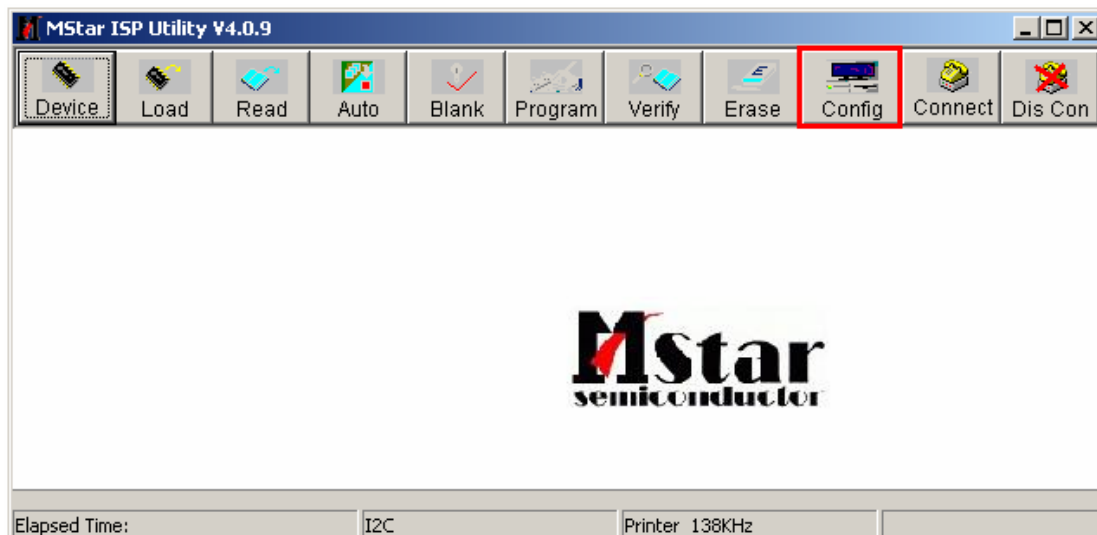 MStar ISP Utility V4.0.9
Device Load Read Auto Blank Program Verify Erase Config Connect Dis Con
Mstar
semiconductor
Elapsed Time: I2C Printer 138KHz